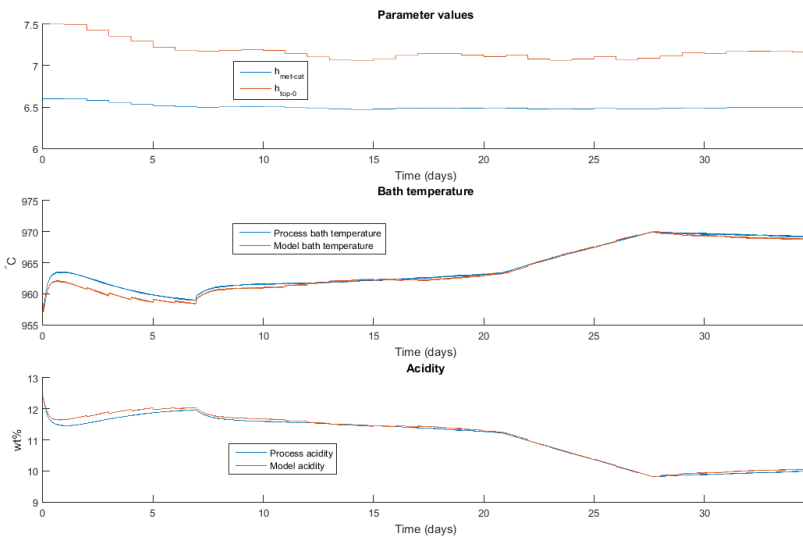 Parameter values
7.5
7
6.5
6
h_met-cat
h_top-0
0 5 10 15 20 25 30
Time (days)
Bath temperature
975
970
965
960
955
°C
Process bath temperature
Model bath temperature
0 5 10 15 20 25 30
Time (days)
Acidity
13
12
11
10
9
wt%
Process acidity
Model acidity
0 5 10 15 20 25 30
Time (days)